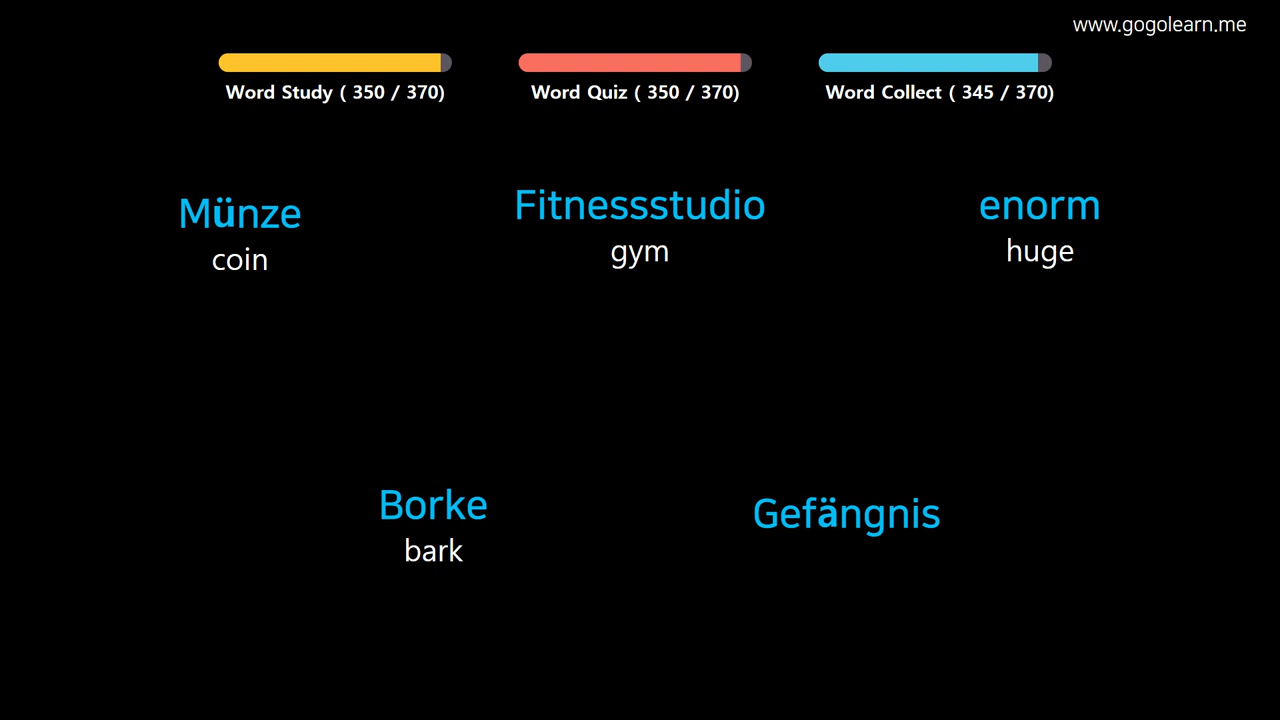 www.gogolearn.me
Word Study ( 350 / 370)
Word Quiz ( 350 / 370)
Word Collect ( 345 / 370)
Münze
coin
Fitnessstudio
gym
enorm
huge
Borke
bark
Gefängnis